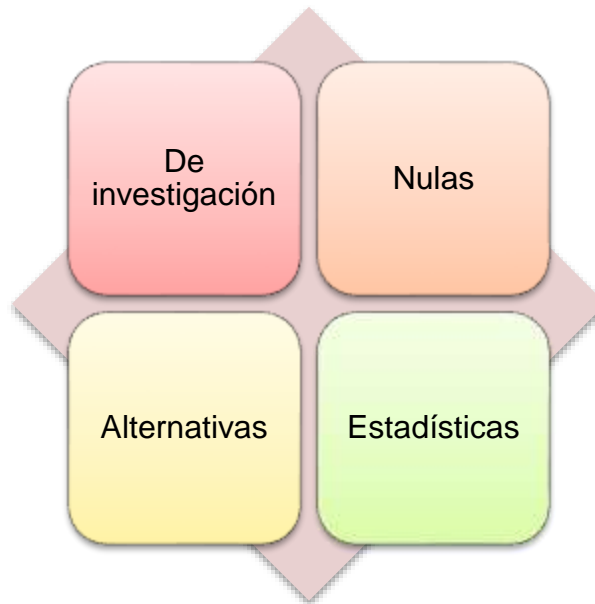 De
investigación
Nulas
Alternativas
Estadísticas